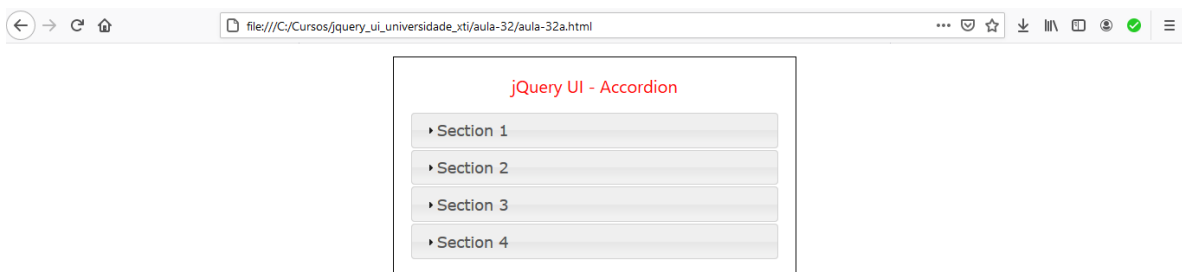 file:///C:/Cursos/jquery_ui_universidade_xti/aula-32/aula-32a.html
jQuery UI - Accordion
Section 1
Section 2
Section 3
Section 4